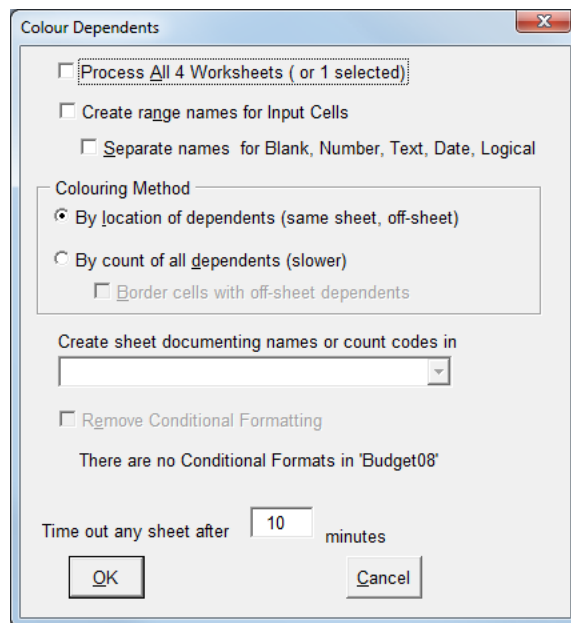 Colour Dependents
Process All 4 Worksheets ( or 1 selected)
Create range names for Input Cells
Separate names for Blank, Number, Text, Date, Logical
Colouring Method
By location of dependents (same sheet, off-sheet)
By count of all dependents (slower)
Border cells with off-sheet dependents
Create sheet documenting names or count codes in
Remove Conditional Formatting
There are no Conditional Formats in 'Budget08'
Time out any sheet after 10 minutes
OK Cancel